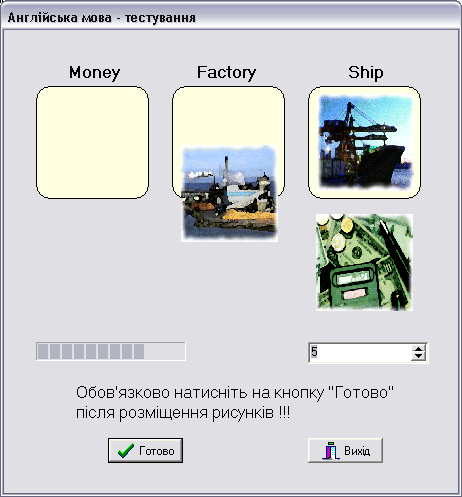 Англійська мова - тестування
Money Factory Ship
5
Обов'язково натисніть на кнопку "Готово"
після розміщення рисунків !!!
Готово Вихід